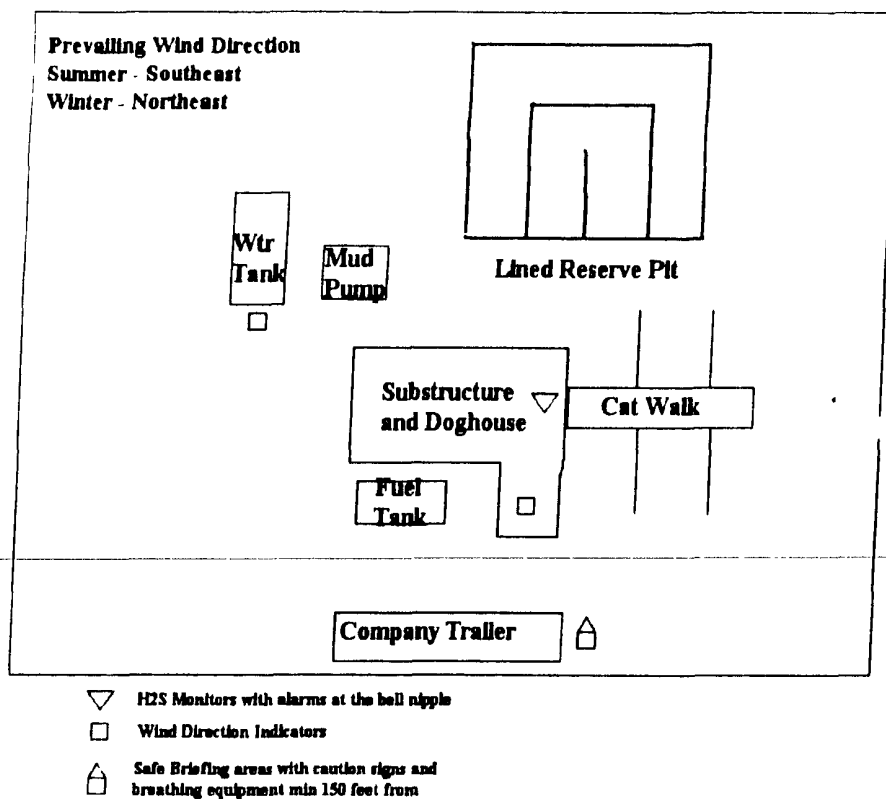 Prevailing Wind Direction
Summer - Southeast
Winter - Northeast
Wtr
Tank
Mud
Pump
Lined Reserve Pit
Substructure
and Doghouse
Cat Walk
Fuel
Tank
Company Trailer
H2S Monitors with alarms at the bell nipple
Wind Direction Indicators
Safe Briefing areas with caution signs and
breathing equipment min 150 feet from